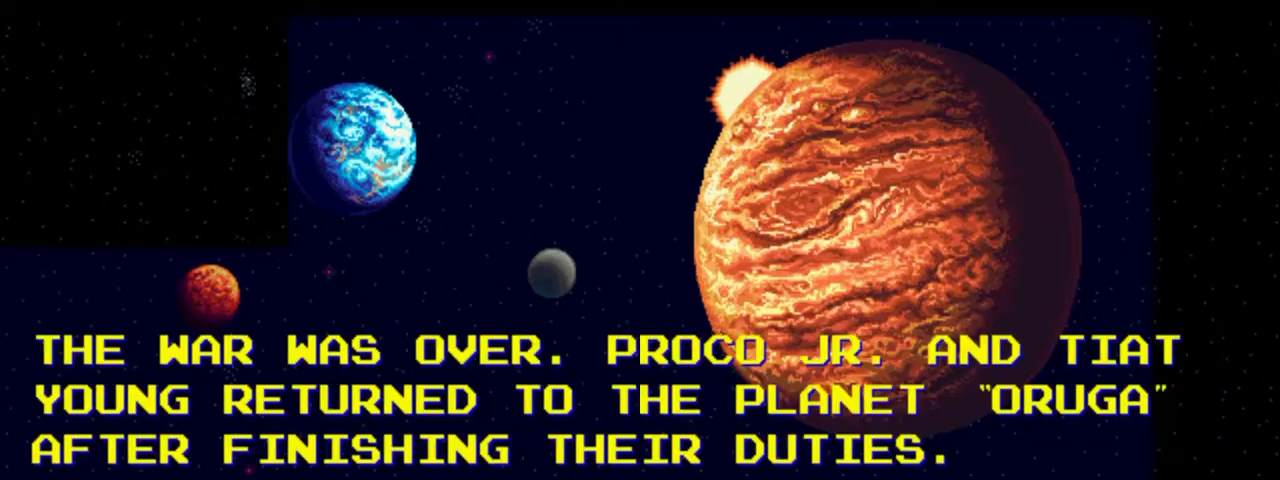 THE WAR WAS OVER. PROCO JR. AND TIAT
YOUNG RETURNED TO THE PLANET "ORUGA"
AFTER FINISHING THEIR DUTIES.